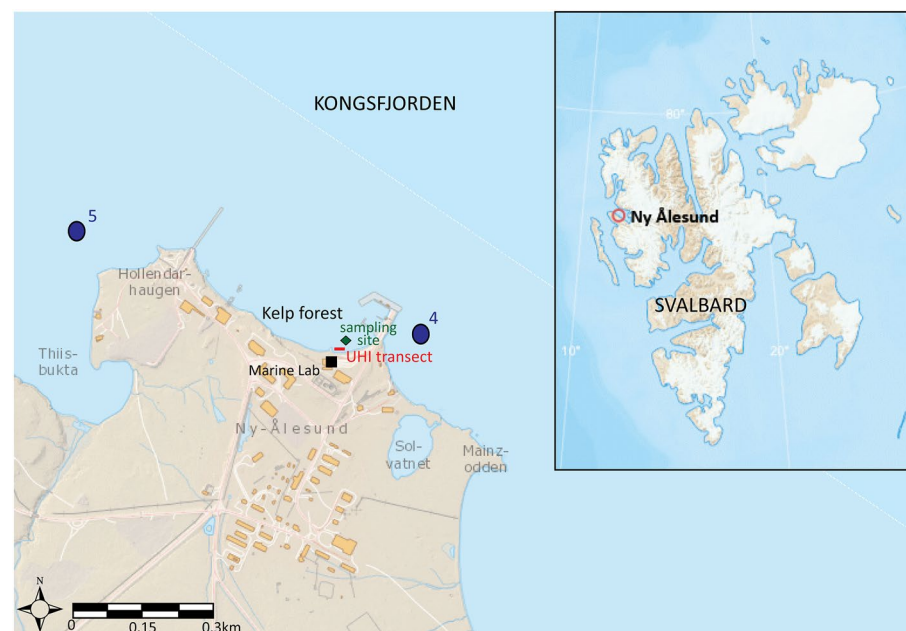 KONGSFJORDEN
5
Hollendar-
haugen
Kelp forest
sampling
site
4
UHI transect
Thiis-
bukta
Marine Lab
Ny-Ålesund
Sol-
vatnet
Mainz-
odden
N
0
0.15
0.3km
80°
Ny Ålesund
SVALBARD
10°
20°